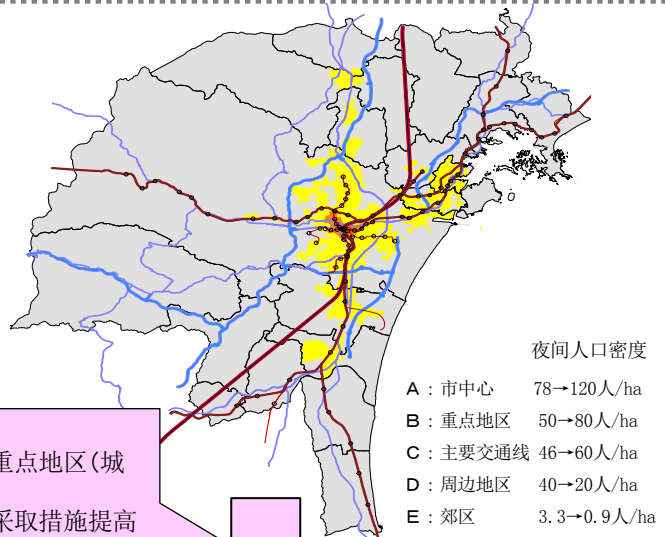 夜间人口密度
A：市中心 78→120人/ha
B：重点地区 50→80人/ha
C：主要交通线 46→60人/ha
D：周边地区 40→20人/ha
E：郊区 3.3→0.9人/ha
重点地区(城
采取措施提高